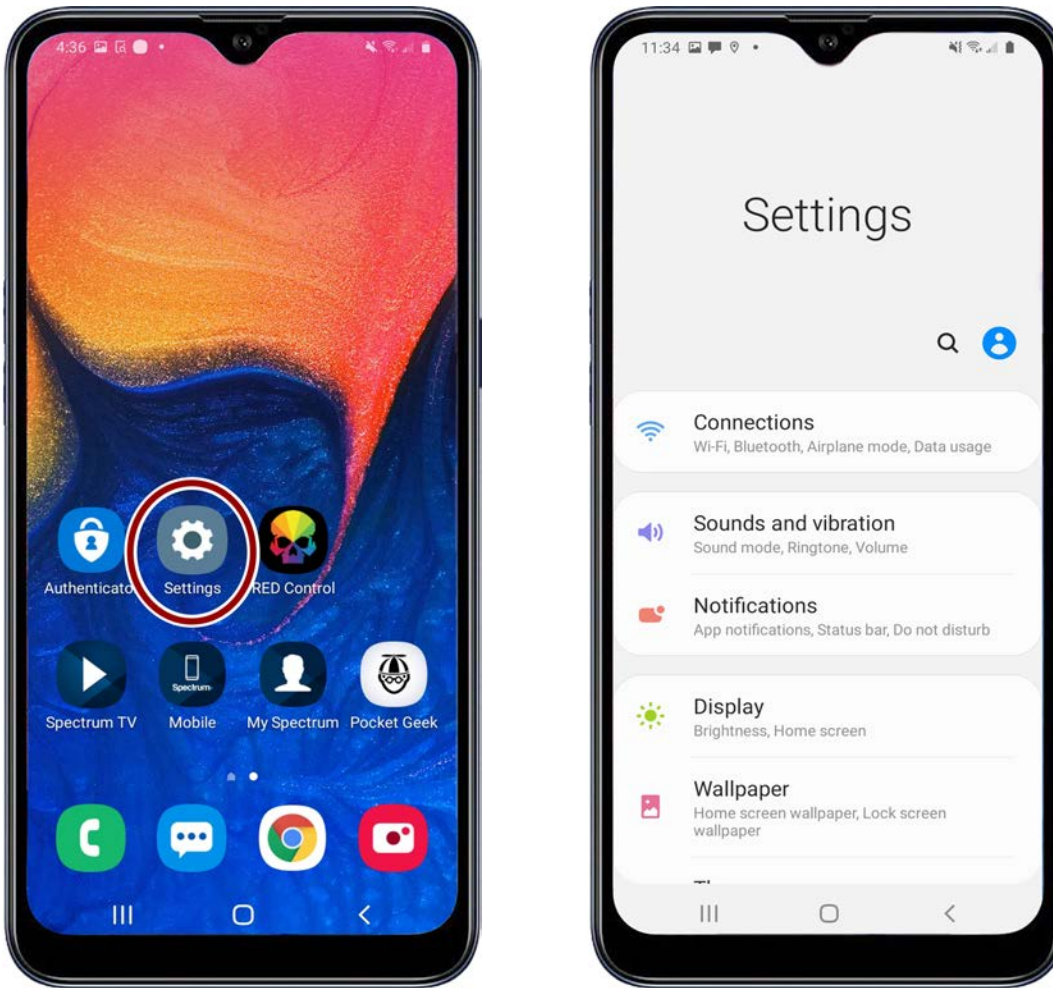 4:36
Authenticato
Settings
RED Control
Spectrum
Spectrum TV
Mobile
My Spectrum
Pocket Geek
11:34
Settings
Connections
Wi-Fi, Bluetooth, Airplane mode, Data usage
Sounds and vibration
Sound mode, Ringtone, Volume
Notifications
App notifications, Status bar, Do not disturb
Display
Brightness, Home screen
Wallpaper
Home screen wallpaper, Lock screen
wallpaper